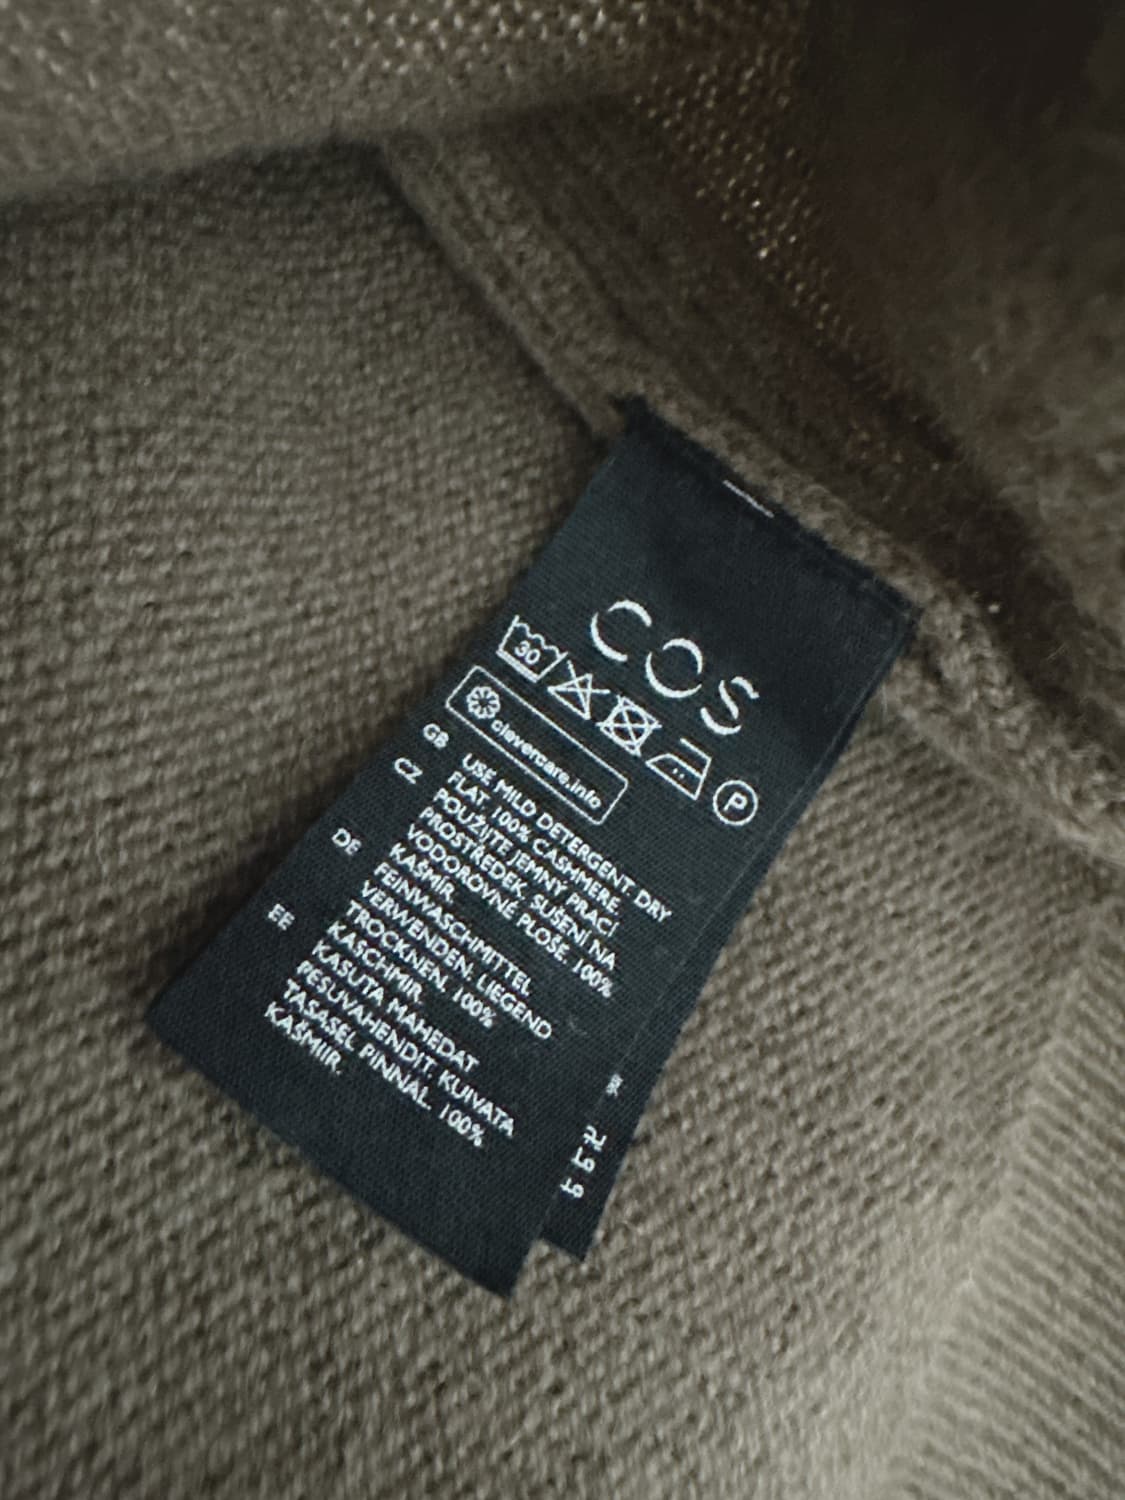 COS
30
P
clevercare.info
GB USE MILD DETERGENT. DRY
FLAT. 100% CASHMERE.
CZ POUŽIJTE JEMNÝ PRACÍ
PROSTŘEDEK. SUŠENÍ NA
VODOROVNÉ PLOŠE. 100%
KAŠMÍR.
DE FEINWASCHMITTEL
VERWENDEN. LIEGEND
TROCKNEN. 100%
KASCHMIR.
EE KASUTA MAHEDAT
PESUVAHENDIT. KUIVATA
TASASEL PINNAL. 100%
KAŠMIIR.